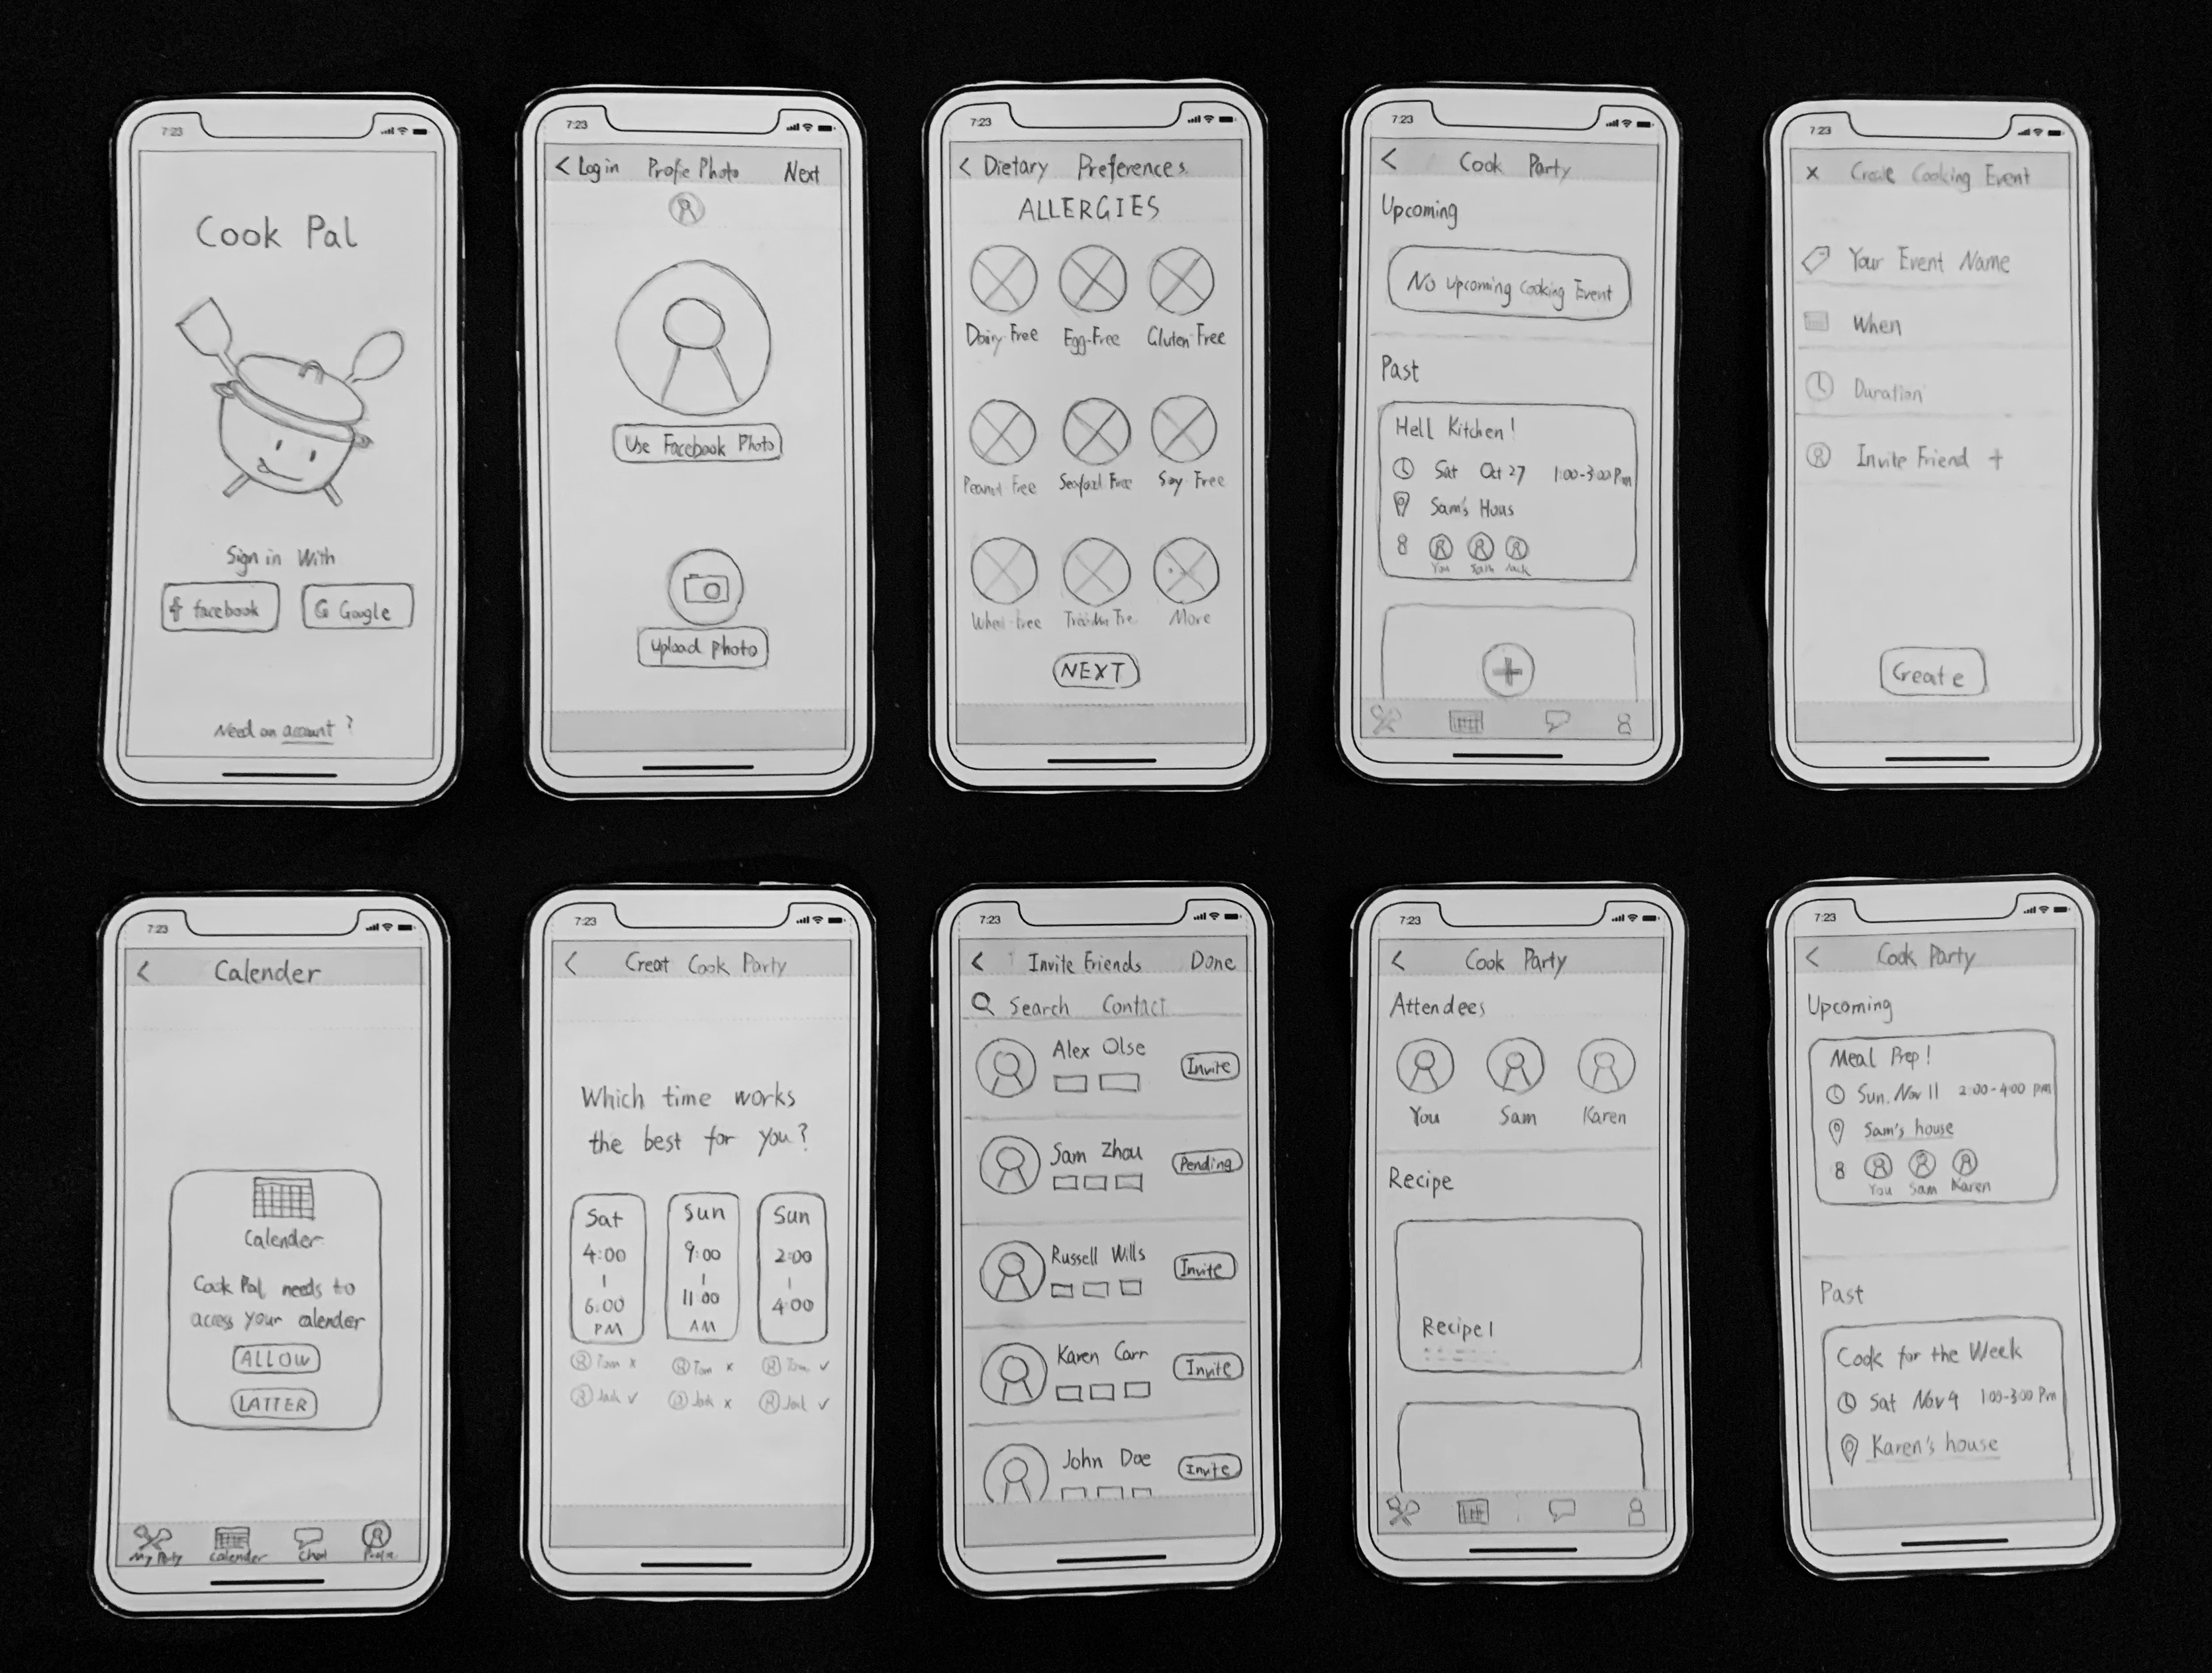 7:23
Cook Pal
Sign in With
facebook
G Google
Need an account ?
7:23
< Log in Profie Photo Next
Use Facebook Photo
Upload photo
7:23
< Dietary Preferences
ALLERGIES
Dairy Free Egg-Free Gluten Free
Peanut Free Seafood Free Soy Free
Free More
NEXT
7:23
< Cook Party
Upcoming
No Upcoming Cooking Event
Past
Hell Kitchen !
Sat Oct 27 1:00-3:00 Pm
Sam's Hous
You Sam Jack
+
7:23
x Create Cooking Event
Your Event Name
When
Duration
Invite Friend +
Create
7:23
< Calender
Calender
Cook Pal needs to
access your calender
ALLOW
LATTER
My Party Calender Chat Profile
7:23
< Creat Cook Party
Which time works
the best for you?
Sat
4:00
6:00
PM
Tom x
Jack ✓
Sun
9:00
11:00
AM
Tom x
Jack x
Sun
2:00
4:00
Tom ✓
Jack ✓
7:23
< Invite Friends Done
Search Contact
Alex Olse Invite
Sam Zhou Pending
Russell Wills Invite
Karen Carr Invite
John Doe Invite
7:23
< Cook Party
Attendees
You Sam Karen
Recipe
Recipe 1
7:23
< Cook Party
Upcoming
Meal Prep!
Sun. Nov 11 2:00-4:00 pm
Sam's house
You Sam Karen
Past
Cook for the Week
Sat Nov 9 1:00-3:00 Pm
Karen's house